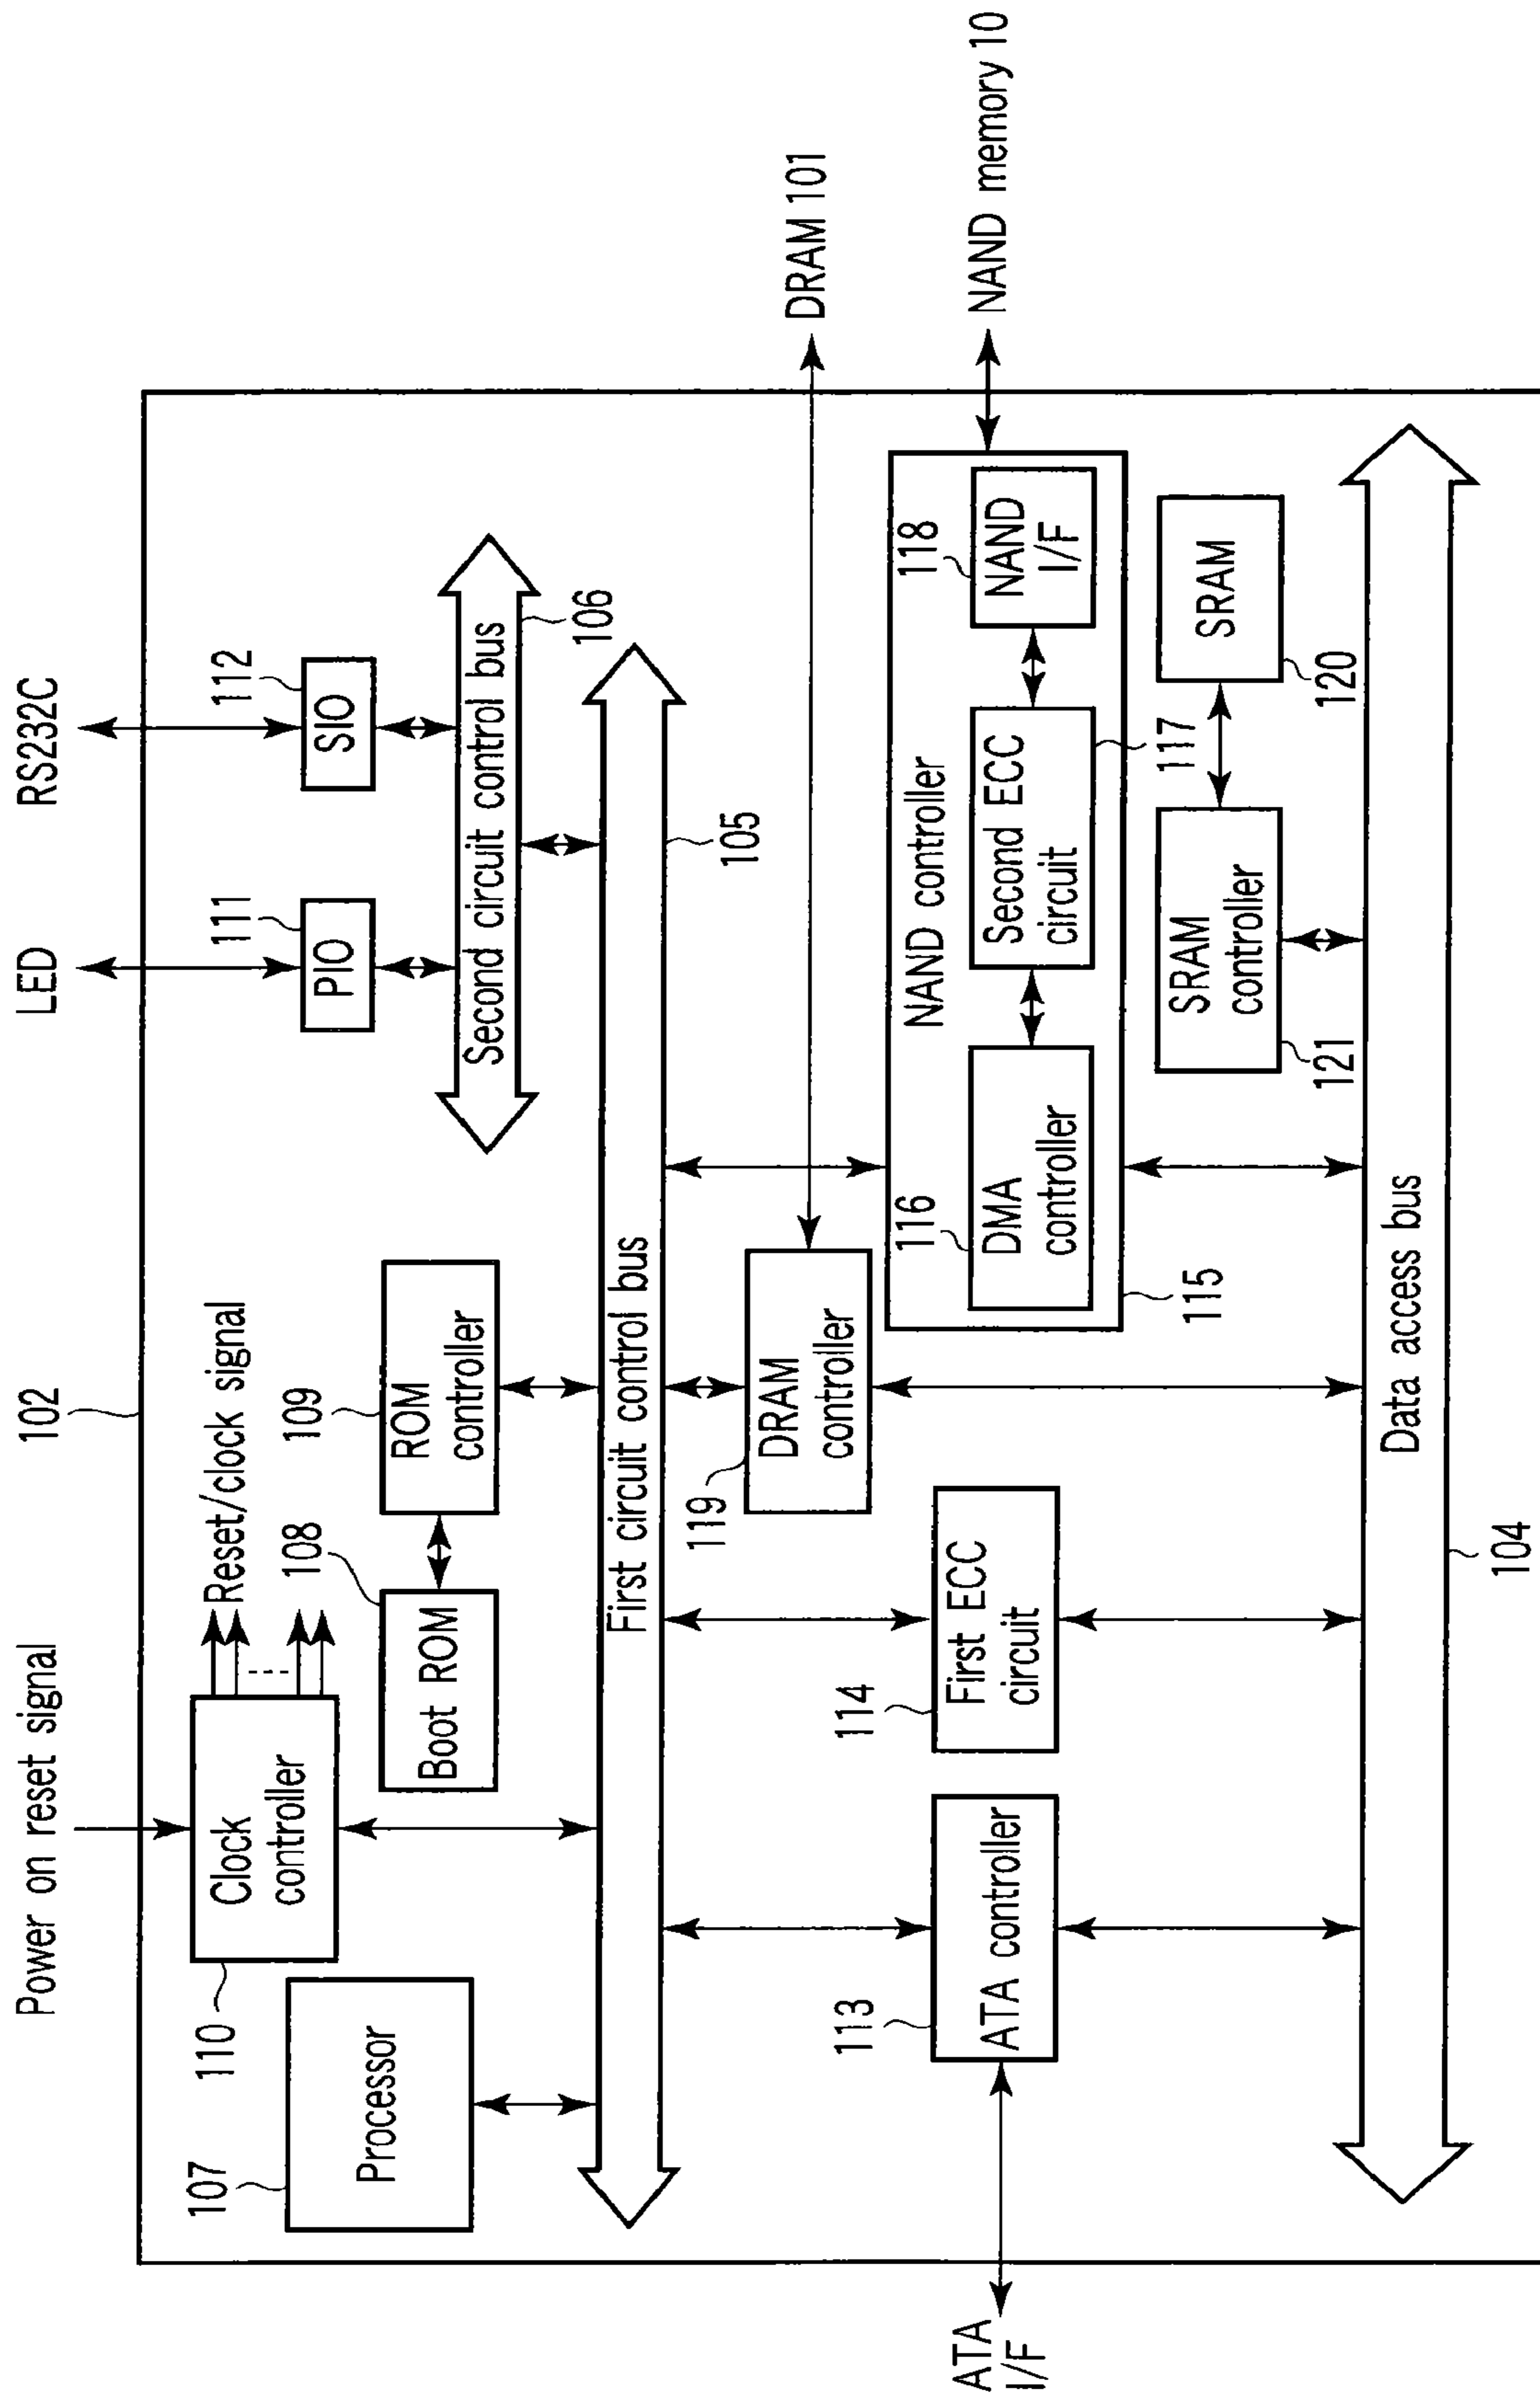 Power on reset signal
LED
RS232C
102
Reset/clock signal
110
Clock
controller
111
PIO
112
SIO
107
Processor
108
Boot ROM
109
ROM
controller
Second circuit control bus
106
First circuit control bus
105
119
DRAM
controller
DRAM 101
113
ATA controller
ATA
I/F
114
First ECC
circuit
NAND controller
116
DMA
controller
Second ECC
circuit
117
118
NAND
I/F
NAND memory 10
115
121
SRAM
controller
120
SRAM
Data access bus
104